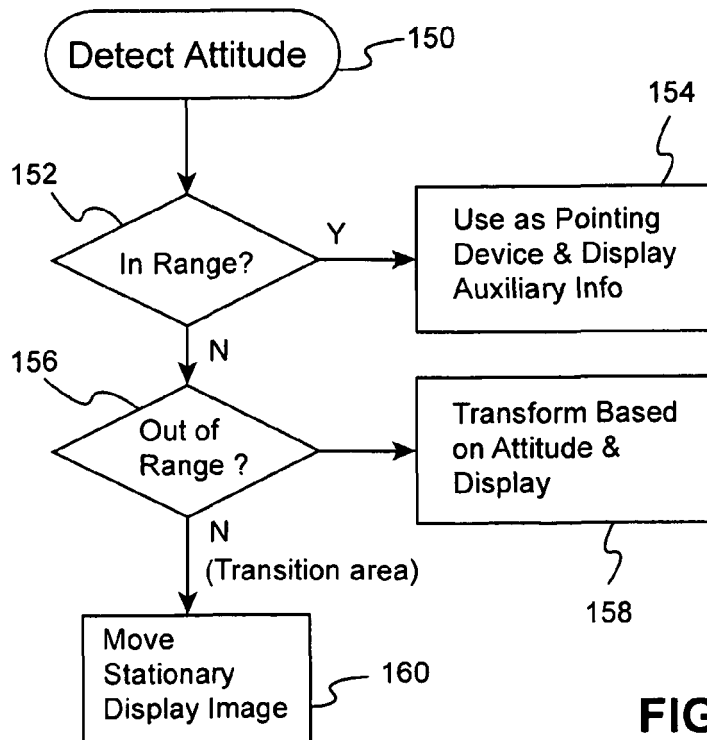 Detect Attitude
150
154
152
In Range?
Y
Use as Pointing
Device & Display
Auxiliary Info
N
156
Out of
Range ?
Transform Based
on Attitude &
Display
N
(Transition area)
158
Move
Stationary
Display Image
160
FIG